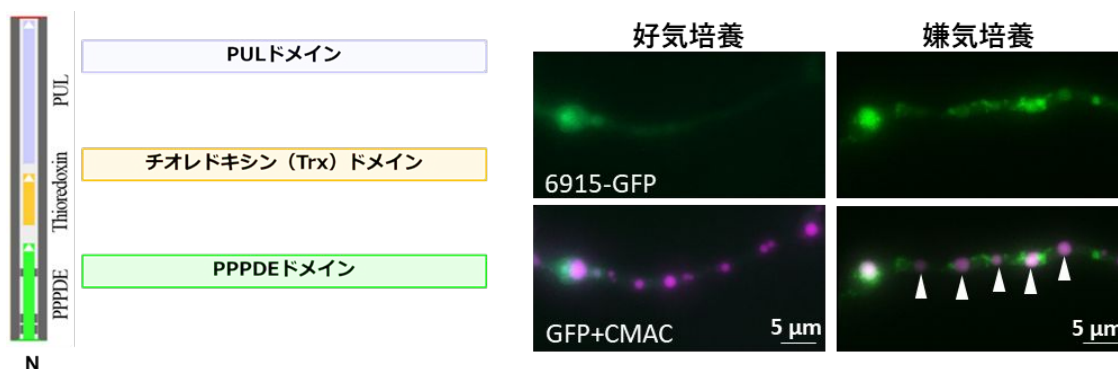 PUL
Thioredoxin
PPPDE
N
PULドメイン
チオレドキシン（Trx）ドメイン
PPPDEドメイン
好気培養
嫌気培養
6915-GFP
GFP+CMAC
5 μm
5 μm